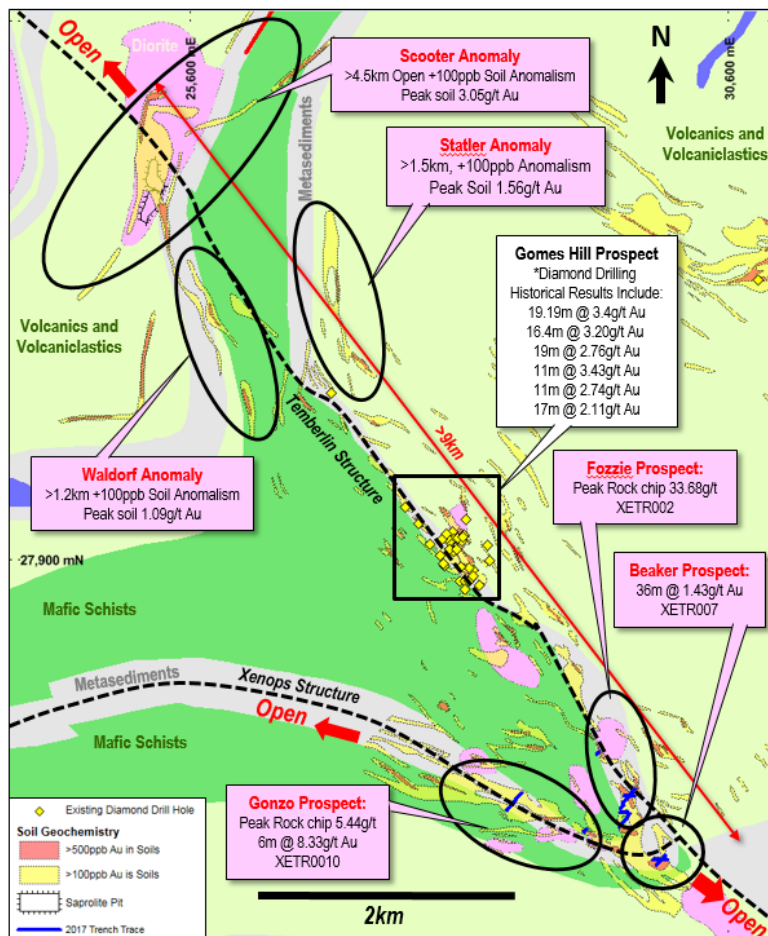 Open
Diorite
25,600 mE
Scooter Anomaly
>4.5km Open +100ppb Soil Anomalism
Peak soil 3.05g/t Au
N
30,600 mE
Volcanics and
Volcaniclastics
Metasediments
Statler Anomaly
>1.5km, +100ppb Anomalism
Peak Soil 1.56g/t Au
Gomes Hill Prospect
*Diamond Drilling
Historical Results Include:
19.19m @ 3.4g/t Au
16.4m @ 3.20g/t Au
19m @ 2.76g/t Au
11m @ 3.43g/t Au
11m @ 2.74g/t Au
17m @ 2.11g/t Au
Volcanics and
Volcaniclastics
Temberlin Structure
>9km
Waldorf Anomaly
>1.2km +100ppb Soil Anomalism
Peak soil 1.09g/t Au
Fozzie Prospect:
Peak Rock chip 33.68g/t
XETR002
27,900 mN
Beaker Prospect:
36m @ 1.43g/t Au
XETR007
Mafic Schists
Metasediments
Xenops Structure
Open
Mafic Schists
Gonzo Prospect:
Peak Rock chip 5.44g/t
6m @ 8.33g/t Au
XETR0010
Existing Diamond Drill Hole
Soil Geochemistry
>500ppb Au in Soils
>100ppb Au is Soils
Saprolite Pit
2017 Trench Trace
2km
Open